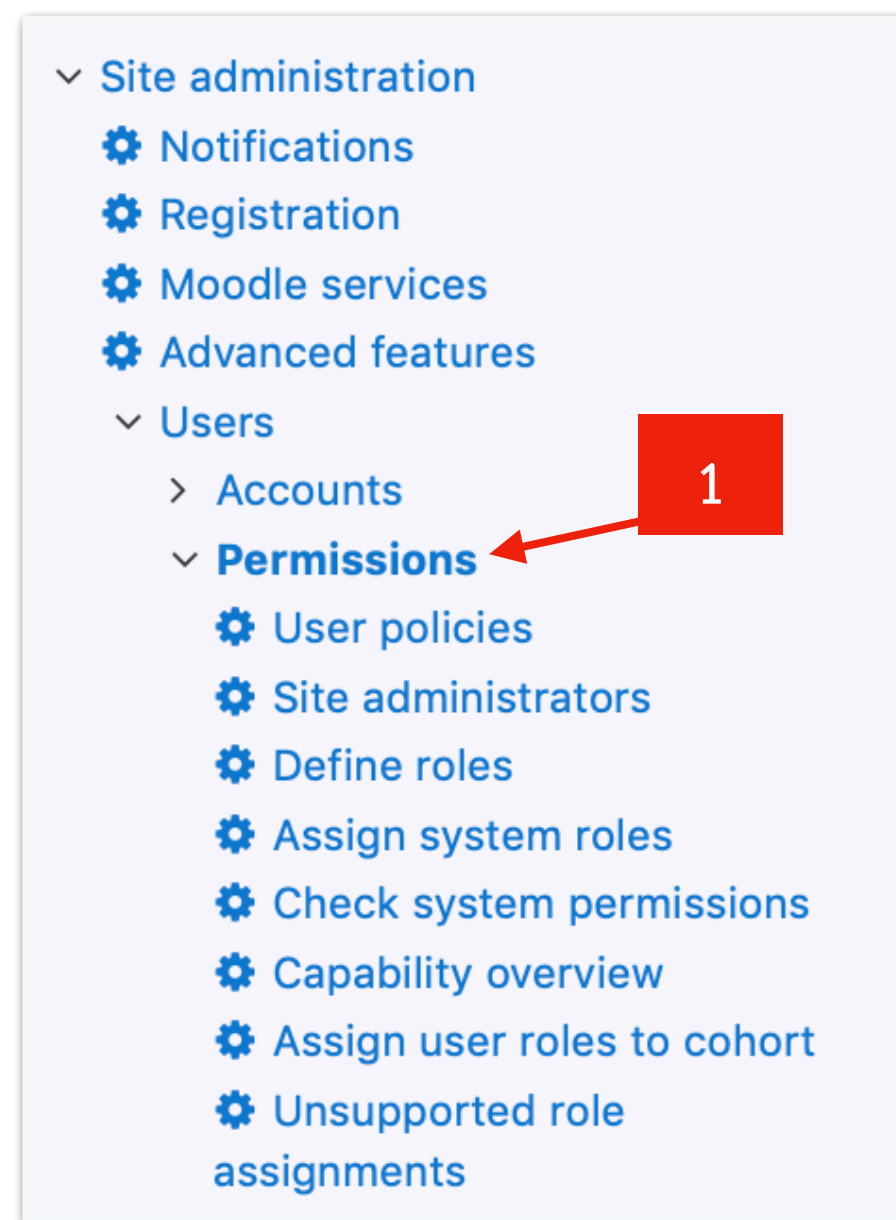 Site administration
Notifications
Registration
Moodle services
Advanced features
Users
Accounts
1
Permissions
User policies
Site administrators
Define roles
Assign system roles
Check system permissions
Capability overview
Assign user roles to cohort
Unsupported role
assignments